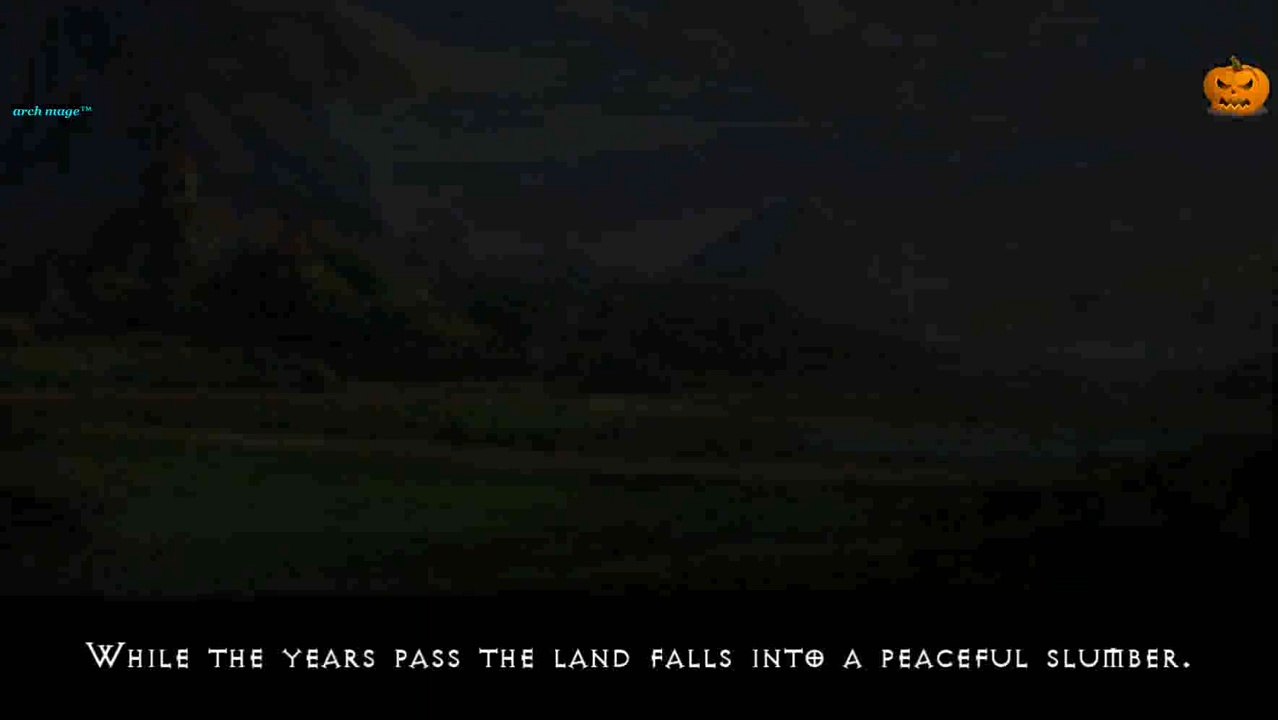 arch mage™
While the years pass the land falls into a peaceful slumber.